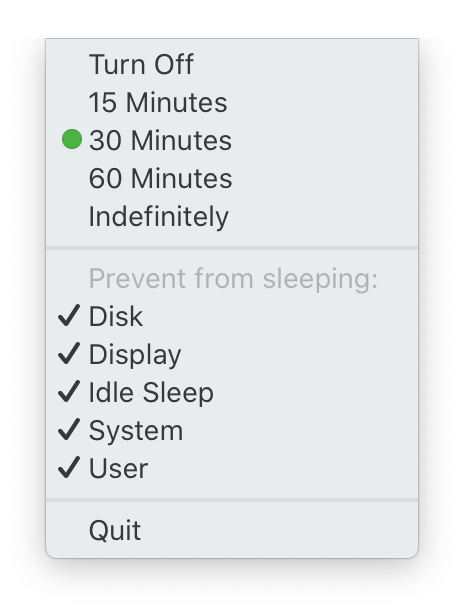 Turn Off
15 Minutes
30 Minutes
60 Minutes
Indefinitely
Prevent from sleeping:
Disk
Display
Idle Sleep
System
User
Quit